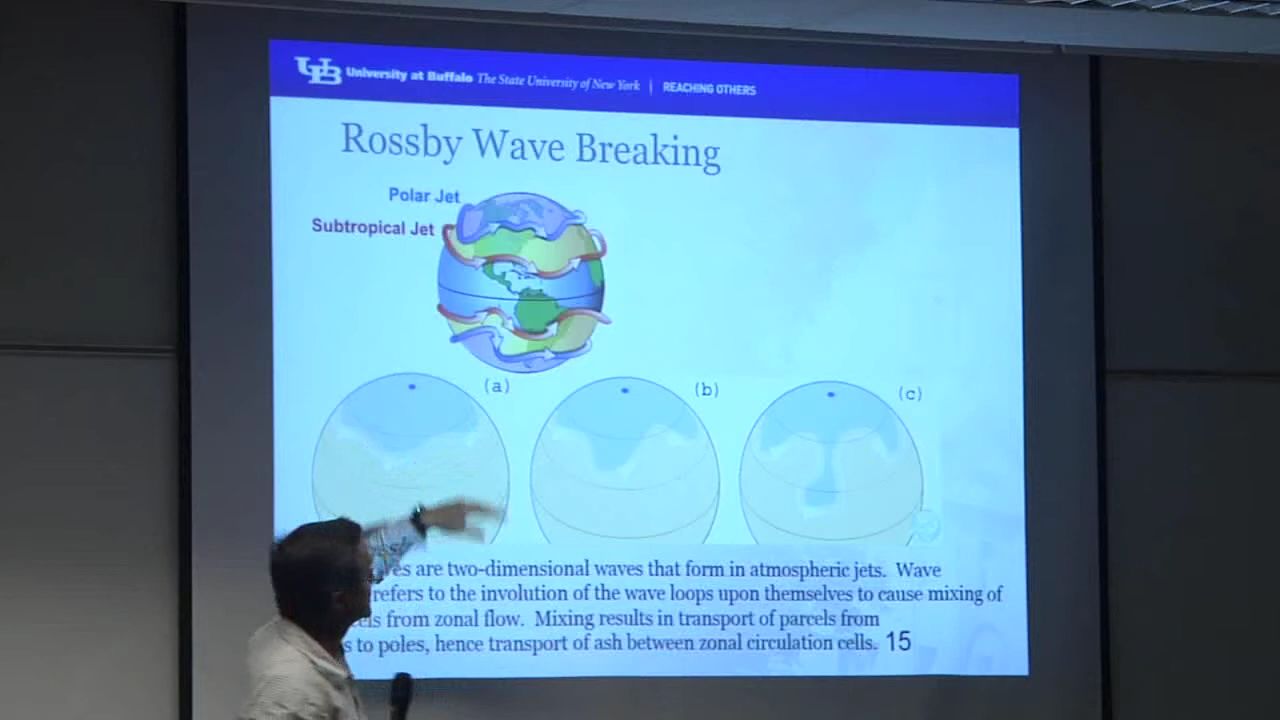 UB University at Buffalo The State University of New York | REACHING OTHERS
Rossby Wave Breaking
Polar Jet
Subtropical Jet
(a)
(b)
(c)
are two-dimensional waves that form in atmospheric jets. Wave
refers to the involution of the wave loops upon themselves to cause mixing of
from zonal flow. Mixing results in transport of parcels from
to poles, hence transport of ash between zonal circulation cells. 15